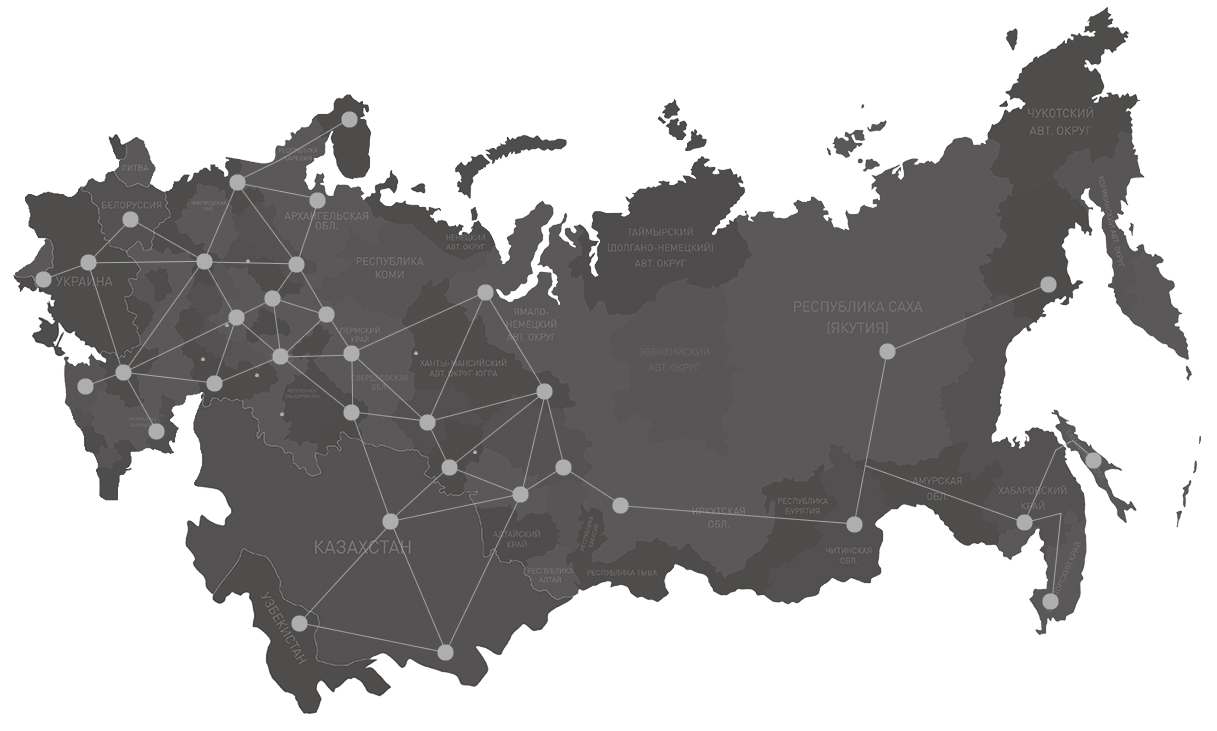 ЧУКОТСКИЙ
АВТ. ОКРУГ
ЛИТВА
БЕЛОРУССИЯ
АРХАНГЕЛЬСКАЯ
ОБЛ.
НЕНЕЦКИЙ
АВТ. ОКРУГ
ТАЙМЫРСКИЙ
(ДОЛГАНО-НЕМЕЦКИЙ)
АВТ. ОКРУГ
УКРАИНА
РЕСПУБЛИКА
КОМИ
РЕСПУБЛИКА САХА
(ЯКУТИЯ)
ЯМАЛО-
НЕМЕЦКИЙ
АВТ. ОКРУГ
ПЕРМСКИЙ
КРАЙ
ЭВЕНКИЙСКИЙ
АВТ. ОКРУГ
ХАНТЫ-МАНСИЙСКИЙ
АВТ. ОКРУГ ЮГРА
СВЕРДЛОВСКАЯ
ОБЛ.
АМУРСКАЯ
ОБЛ.
ХАБАРОВСКИЙ
КРАЙ
РЕСПУБЛИКА
БУРЯТИЯ
ИРКУТСКАЯ
ОБЛ.
АЛТАЙСКИЙ
КРАЙ
КАЗАХСТАН
ЧИТИНСКАЯ
ОБЛ.
РЕСПУБЛИКА
АЛТАЙ
РЕСПУБЛИКА ТЫВА
УЗБЕКИСТАН